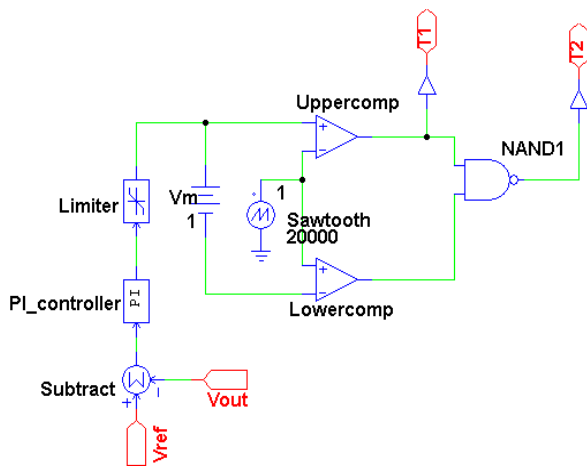 T1
T2
Uppercomp
NAND1
Limiter
Vm
1
1
Sawtooth
20000
PI_controller
PI
Lowercomp
Subtract
Vout
Vref